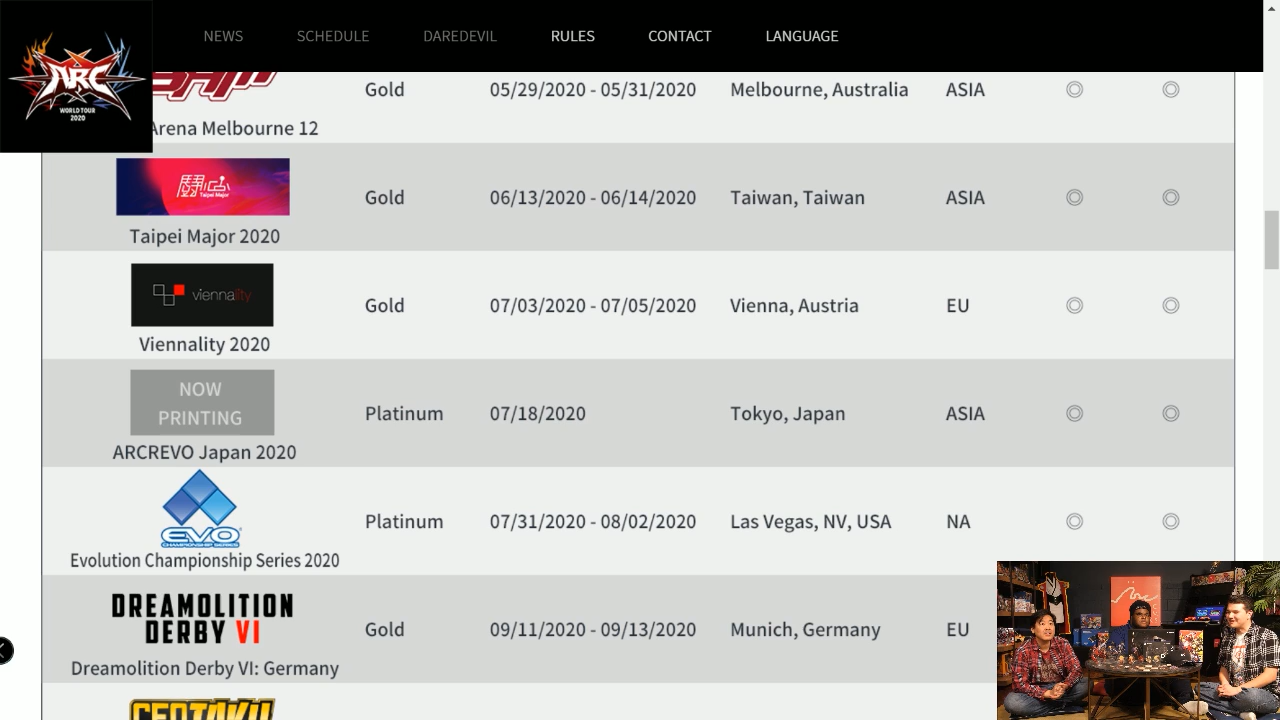 NEWS SCHEDULE DAREDEVIL RULES CONTACT LANGUAGE
ARC
WORLD TOUR
2020
Gold 05/29/2020 - 05/31/2020 Melbourne, Australia ASIA ◎ ◎
Arena Melbourne 12
Taipei Major
Gold 06/13/2020 - 06/14/2020 Taiwan, Taiwan ASIA ◎ ◎
Taipei Major 2020
viennality
Gold 07/03/2020 - 07/05/2020 Vienna, Austria EU ◎ ◎
Viennality 2020
NOW
PRINTING
Platinum 07/18/2020 Tokyo, Japan ASIA ◎ ◎
ARCREVO Japan 2020
EVO
CHAMPIONSHIP SERIES
Platinum 07/31/2020 - 08/02/2020 Las Vegas, NV, USA NA ◎ ◎
Evolution Championship Series 2020
DREAMOLITION
DERBY VI
Gold 09/11/2020 - 09/13/2020 Munich, Germany EU
Dreamolition Derby VI: Germany
CEOTAKU